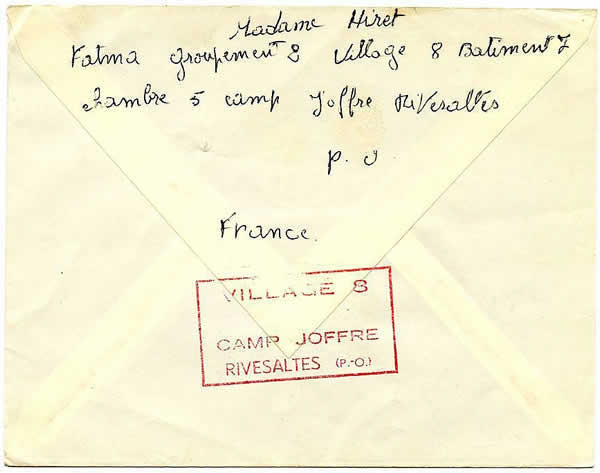 Madame Hiret
Fatma Groupement 2 Village 8 Batiment 7
chambre 5 camp Joffre RiVesaltes
P. O.
France.
VILLAGE 8
CAMP JOFFRE
RIVESALTES (P.-O.)